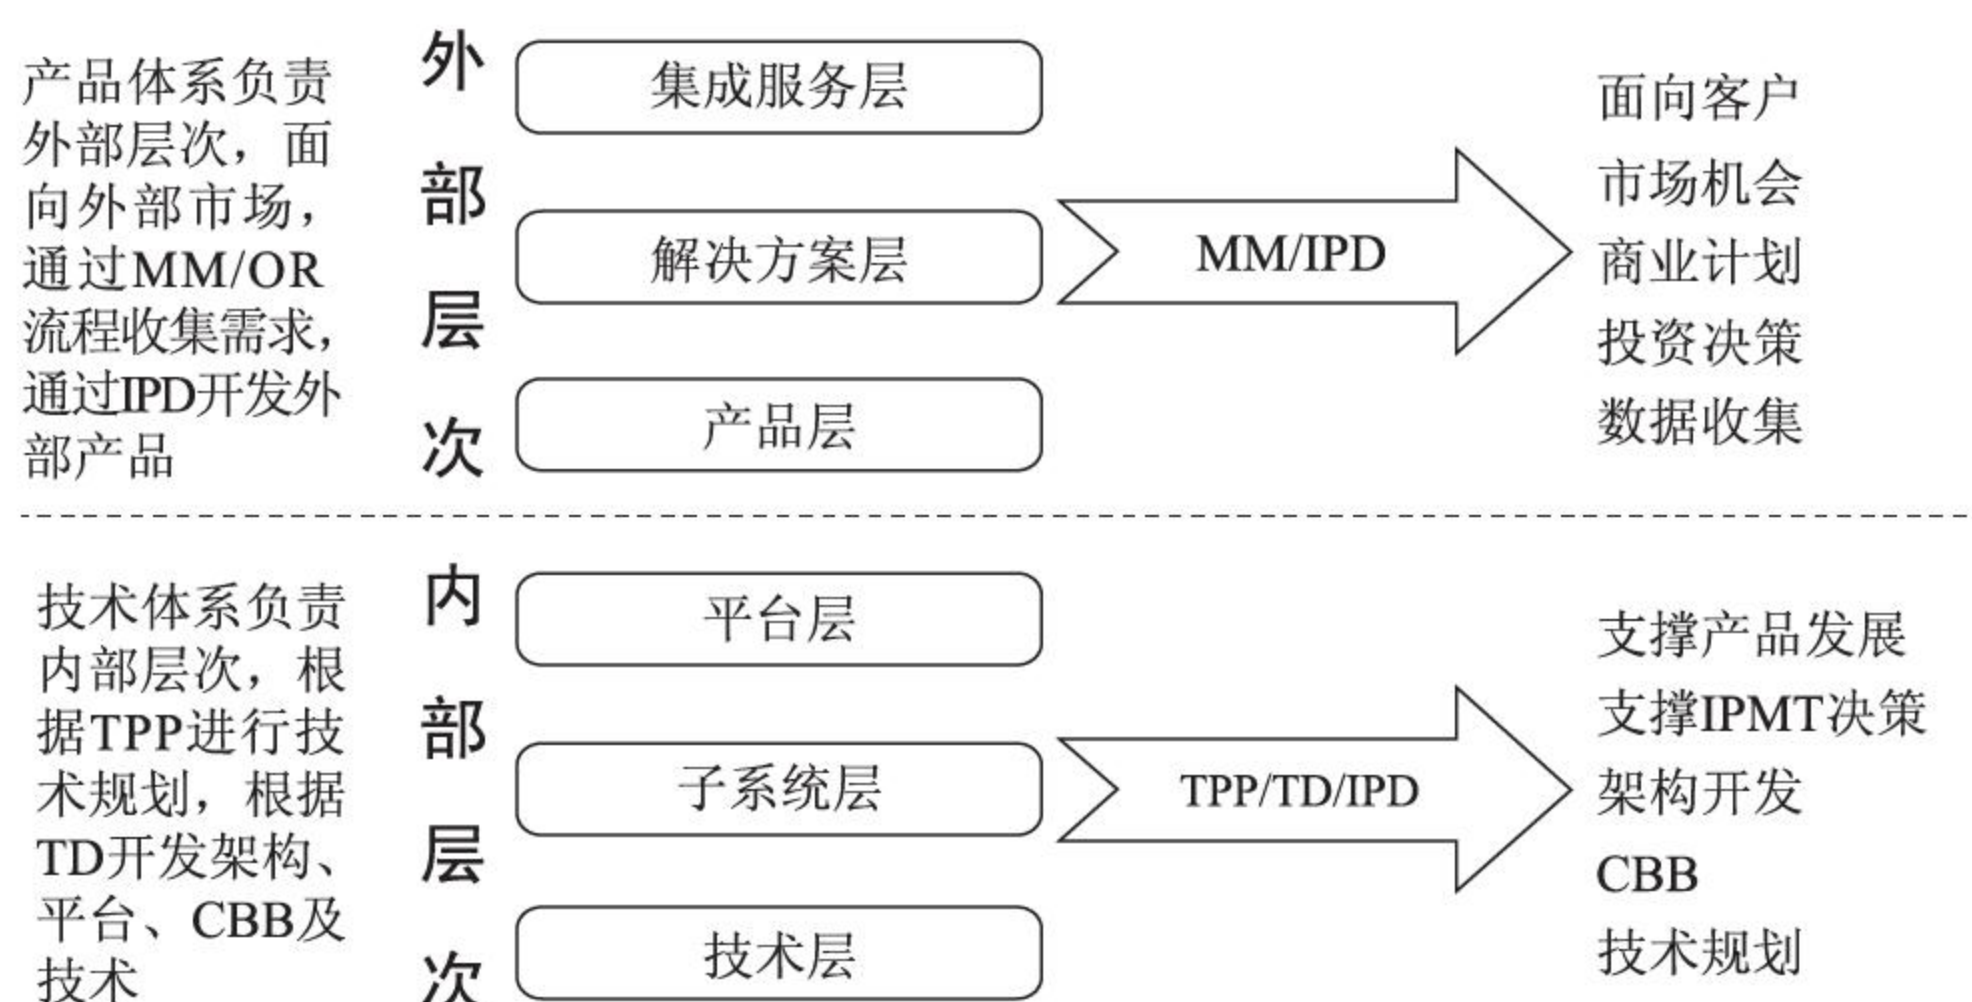 产品体系负责
外部层次，面
向外部市场，
通过MM/OR
流程收集需求，
通过IPD开发外
部产品
外
部
层
次
集成服务层
解决方案层
产品层
MM/IPD
面向客户
市场机会
商业计划
投资决策
数据收集
技术体系负责
内部层次，根
据TPP进行技
术规划，根据
TD开发架构、
平台、CBB及
技术
内
部
层
次
平台层
子系统层
技术层
TPP/TD/IPD
支撑产品发展
支撑IPMT决策
架构开发
CBB
技术规划